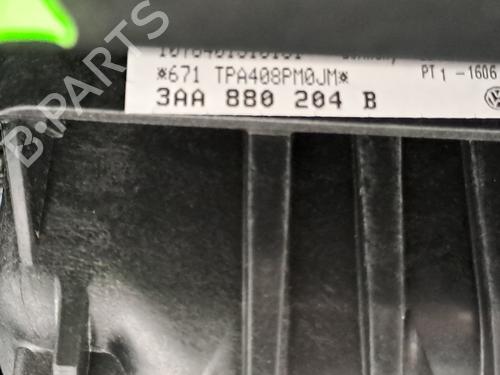 *671 TPA408PM0JM* PT1 -1606
3AA 880 204 B
B-PARTS